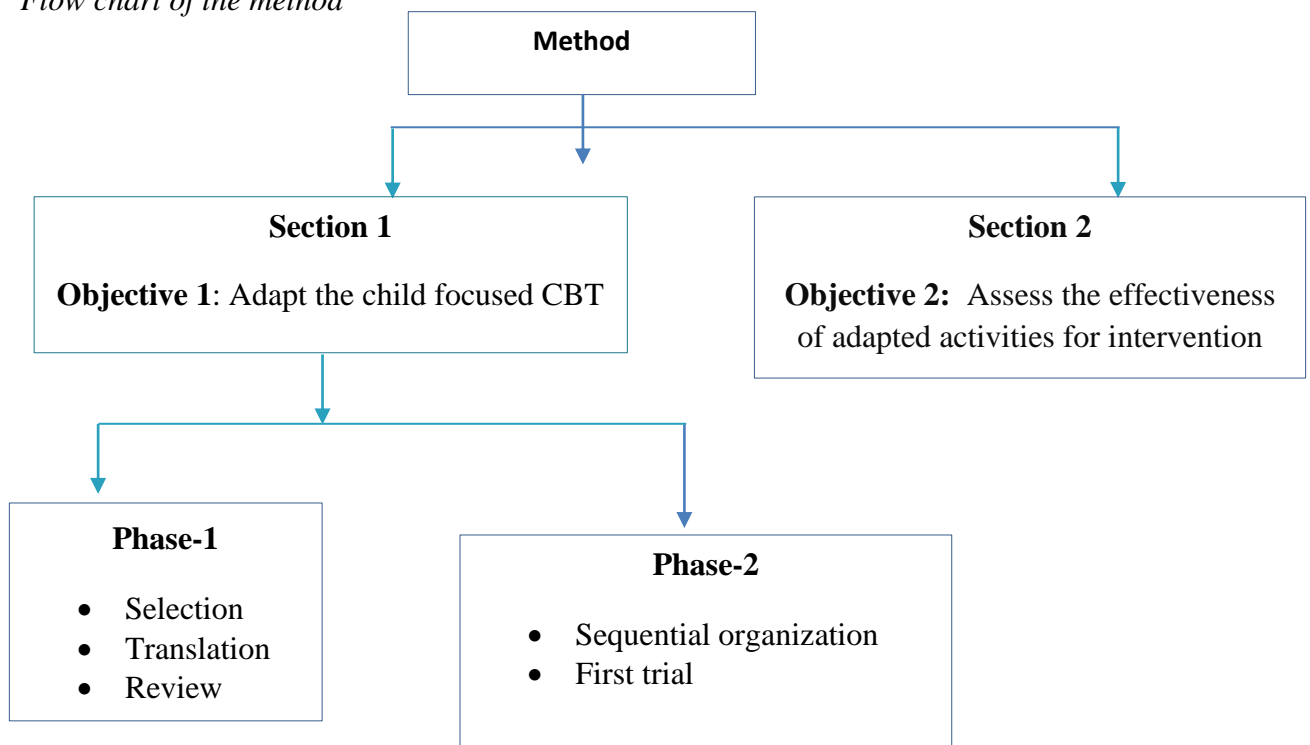 Flow chart of the method
Method
Section 1
Objective 1: Adapt the child focused CBT
Section 2
Objective 2: Assess the effectiveness
of adapted activities for intervention
Phase-1
• Selection
• Translation
• Review
Phase-2
• Sequential organization
• First trial